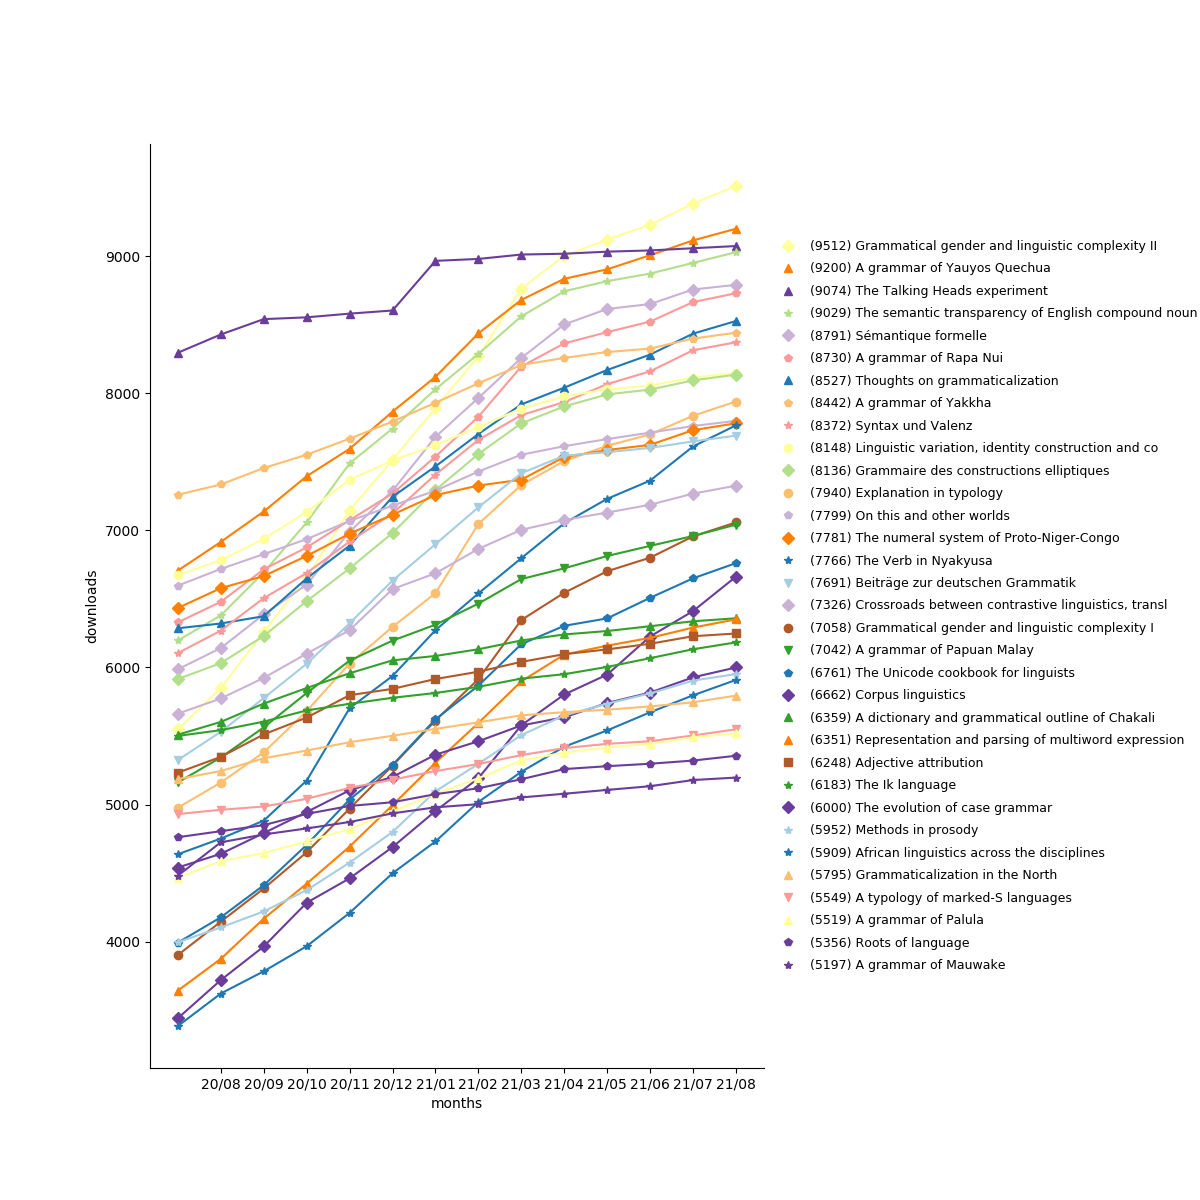 9000
8000
7000
6000
5000
4000
downloads
20/08 20/09 20/10 20/11 20/12 21/01 21/02 21/03 21/04 21/05 21/06 21/07 21/08
months
(9512) Grammatical gender and linguistic complexity II
(9200) A grammar of Yauyos Quechua
(9074) The Talking Heads experiment
(9029) The semantic transparency of English compound noun
(8791) Sémantique formelle
(8730) A grammar of Rapa Nui
(8527) Thoughts on grammaticalization
(8442) A grammar of Yakkha
(8372) Syntax und Valenz
(8148) Linguistic variation, identity construction and co
(8136) Grammaire des constructions elliptiques
(7940) Explanation in typology
(7799) On this and other worlds
(7781) The numeral system of Proto-Niger-Congo
(7766) The Verb in Nyakyusa
(7691) Beiträge zur deutschen Grammatik
(7326) Crossroads between contrastive linguistics, transl
(7058) Grammatical gender and linguistic complexity I
(7042) A grammar of Papuan Malay
(6761) The Unicode cookbook for linguists
(6662) Corpus linguistics
(6359) A dictionary and grammatical outline of Chakali
(6351) Representation and parsing of multiword expression
(6248) Adjective attribution
(6183) The Ik language
(6000) The evolution of case grammar
(5952) Methods in prosody
(5909) African linguistics across the disciplines
(5795) Grammaticalization in the North
(5549) A typology of marked-S languages
(5519) A grammar of Palula
(5356) Roots of language
(5197) A grammar of Mauwake